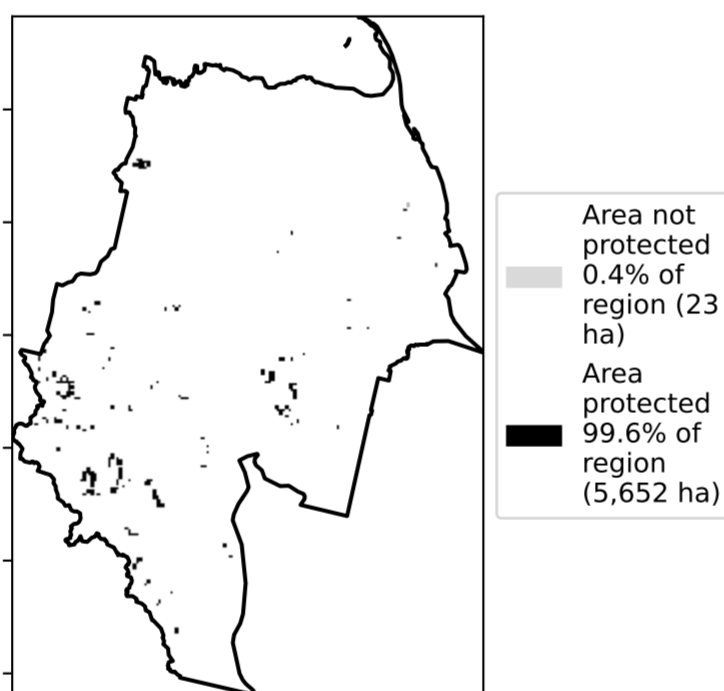 Area not
protected
0.4% of
region (23
ha)
Area
protected
99.6% of
region
(5,652 ha)